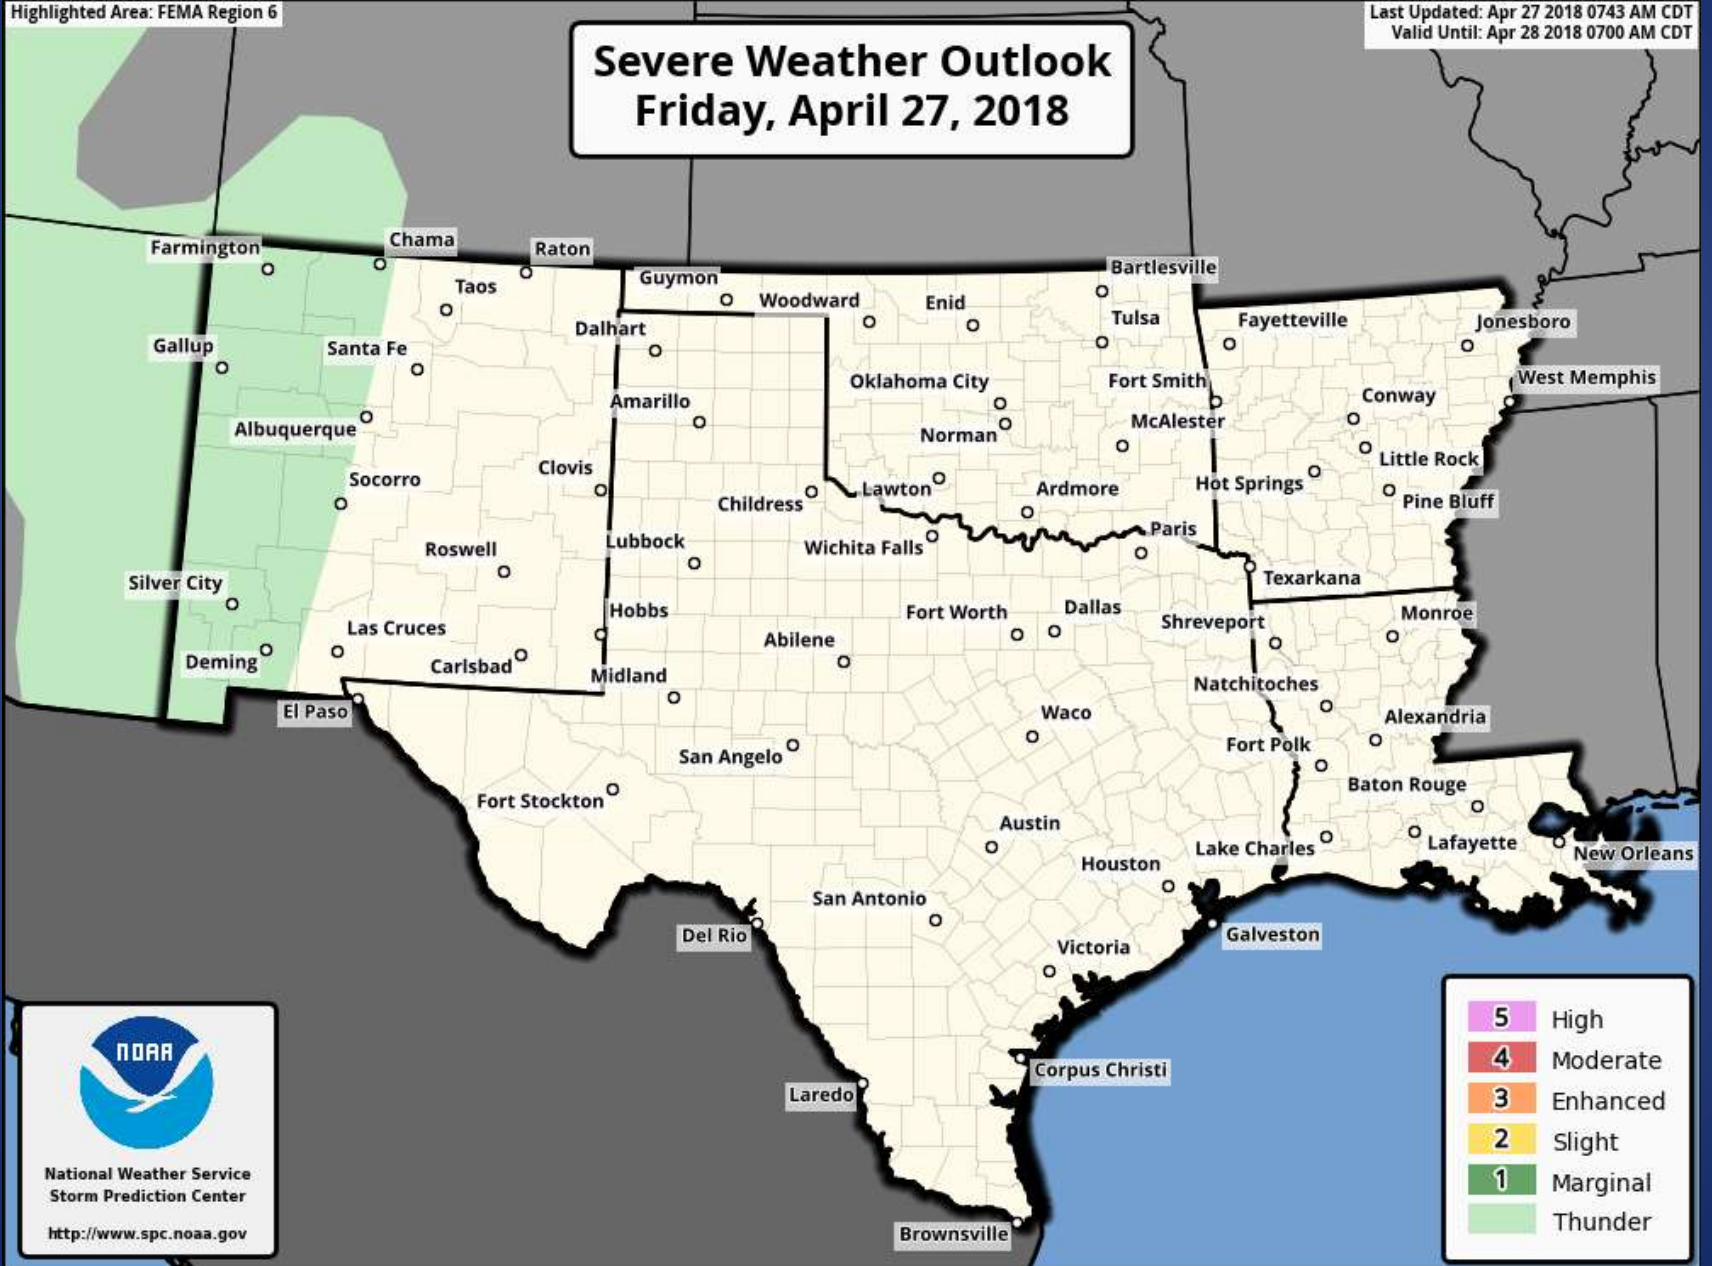 Highlighted Area: FEMA Region 6
Last Updated: Apr 27 2018 0743 AM CDT
Valid Until: Apr 28 2018 0700 AM CDT
Severe Weather Outlook
Friday, April 27, 2018
Farmington
Chama
Raton
Taos
Guymon
Woodward
Enid
Bartlesville
Tulsa
Fayetteville
Jonesboro
Gallup
Santa Fe
Dalhart
Oklahoma City
Fort Smith
West Memphis
Albuquerque
Amarillo
Norman
McAlester
Conway
Socorro
Clovis
Childress
Lawton
Ardmore
Hot Springs
Little Rock
Pine Bluff
Roswell
Lubbock
Wichita Falls
Paris
Texarkana
Silver City
Las Cruces
Hobbs
Fort Worth
Dallas
Shreveport
Monroe
Deming
Carlsbad
Midland
Abilene
Natchitoches
El Paso
San Angelo
Waco
Fort Polk
Alexandria
Fort Stockton
Austin
Baton Rouge
Houston
Lake Charles
Lafayette
New Orleans
San Antonio
Del Rio
Victoria
Galveston
Corpus Christi
Laredo
Brownsville
NOAA
National Weather Service
Storm Prediction Center
http://www.spc.noaa.gov
5 High
4 Moderate
3 Enhanced
2 Slight
1 Marginal
Thunder